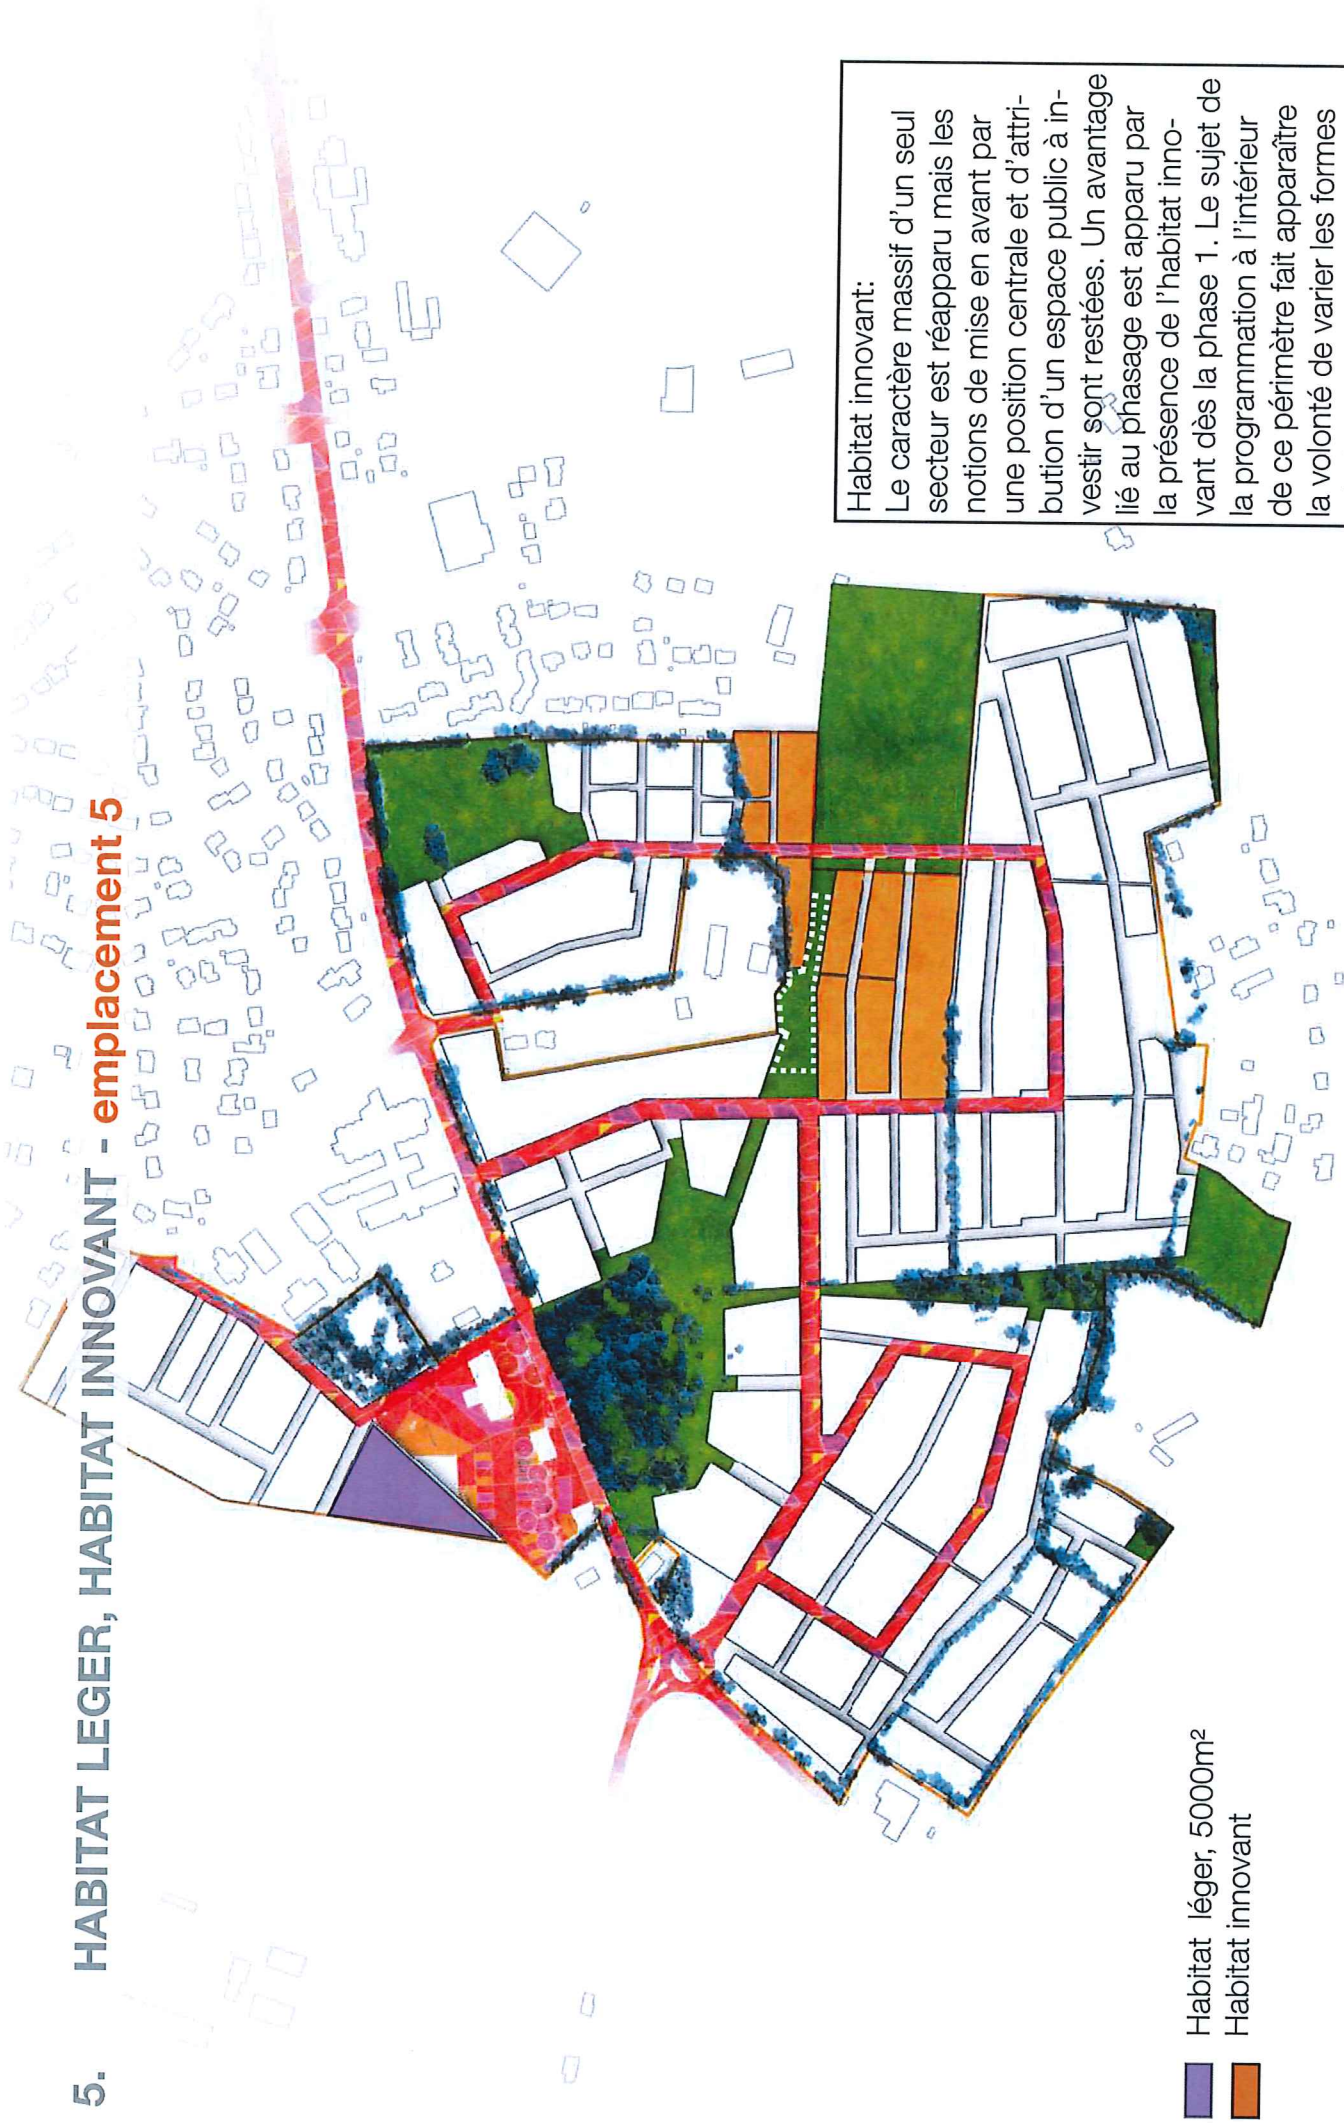 5. HABITAT LEGER, HABITAT INNOVANT - emplacement 5
Habitat innovant:
Le caractère massif d'un seul
secteur est réapparu mais les
notions de mise en avant par
une position centrale et d'attri-
bution d'un espace public à in-
vestir sont restées. Un avantage
lié au phasage est apparu par
la présence de l'habitat inno-
vant dès la phase 1. Le sujet de
la programmation à l'intérieur
de ce périmètre fait apparaître
la volonté de varier les formes
Habitat léger, 5000m²
Habitat innovant